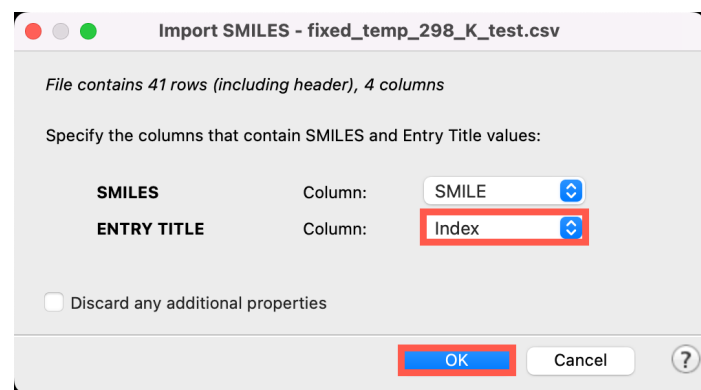 Import SMILES - fixed_temp_298_K_test.csv
File contains 41 rows (including header), 4 columns
Specify the columns that contain SMILES and Entry Title values:
SMILES Column: SMILE
ENTRY TITLE Column: Index
Discard any additional properties
OK Cancel ?